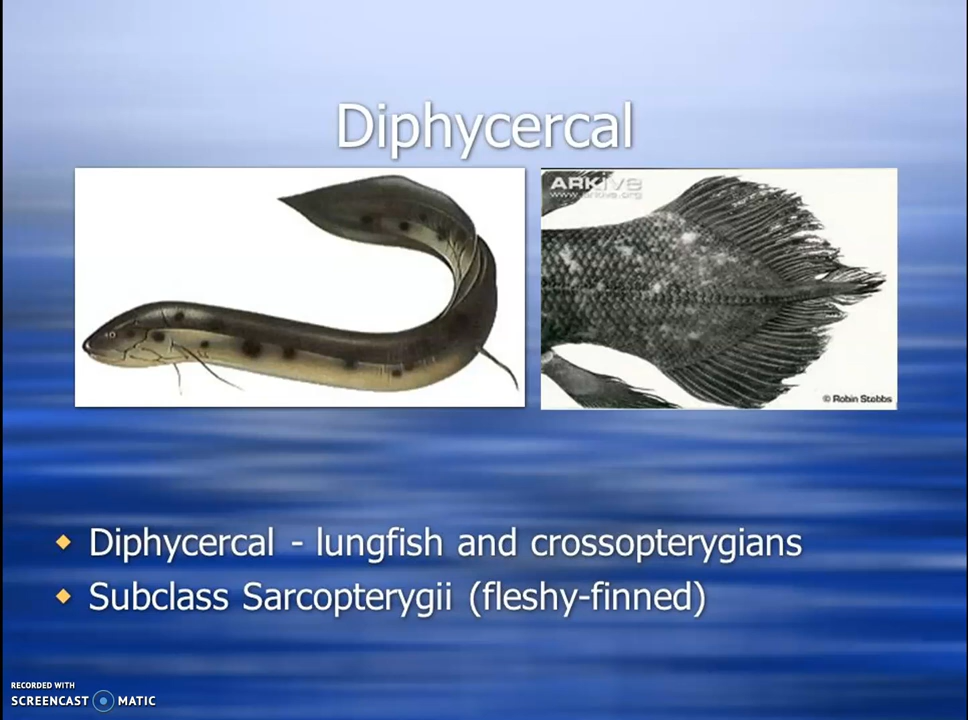 Diphycercal
ARKIVE
www.arkive.org
© Robin Stobbs
Diphycercal - lungfish and crossopterygians
Subclass Sarcopterygii (fleshy-finned)
RECORDED WITH
SCREENCAST MATIC